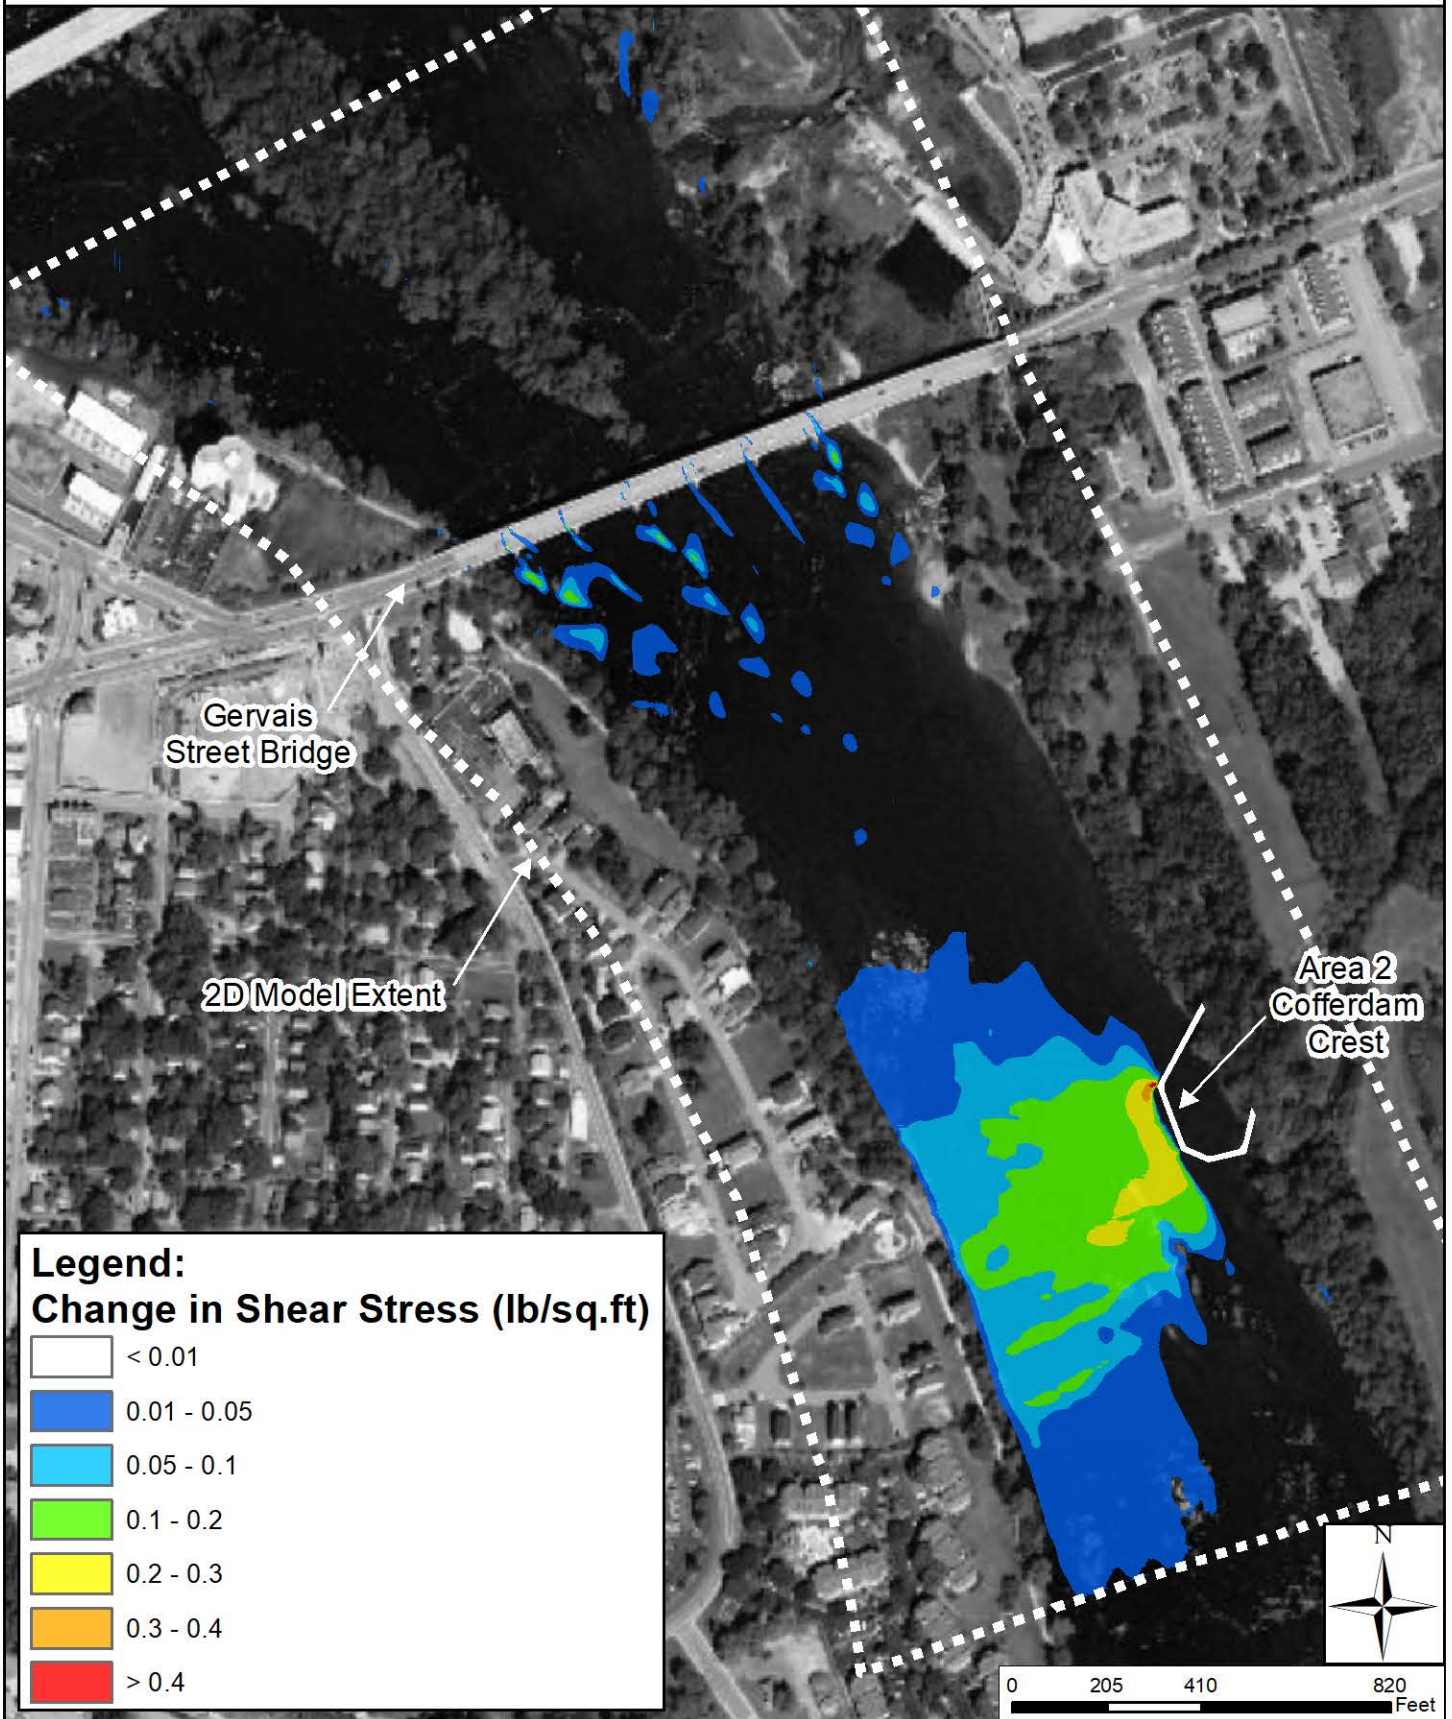 Gervais
Street Bridge
2D Model Extent
Area 2
Cofferdam
Crest
Legend:
Change in Shear Stress (lb/sq.ft)
< 0.01
0.01 - 0.05
0.05 - 0.1
0.1 - 0.2
0.2 - 0.3
0.3 - 0.4
> 0.4
N
0 205 410 820
Feet